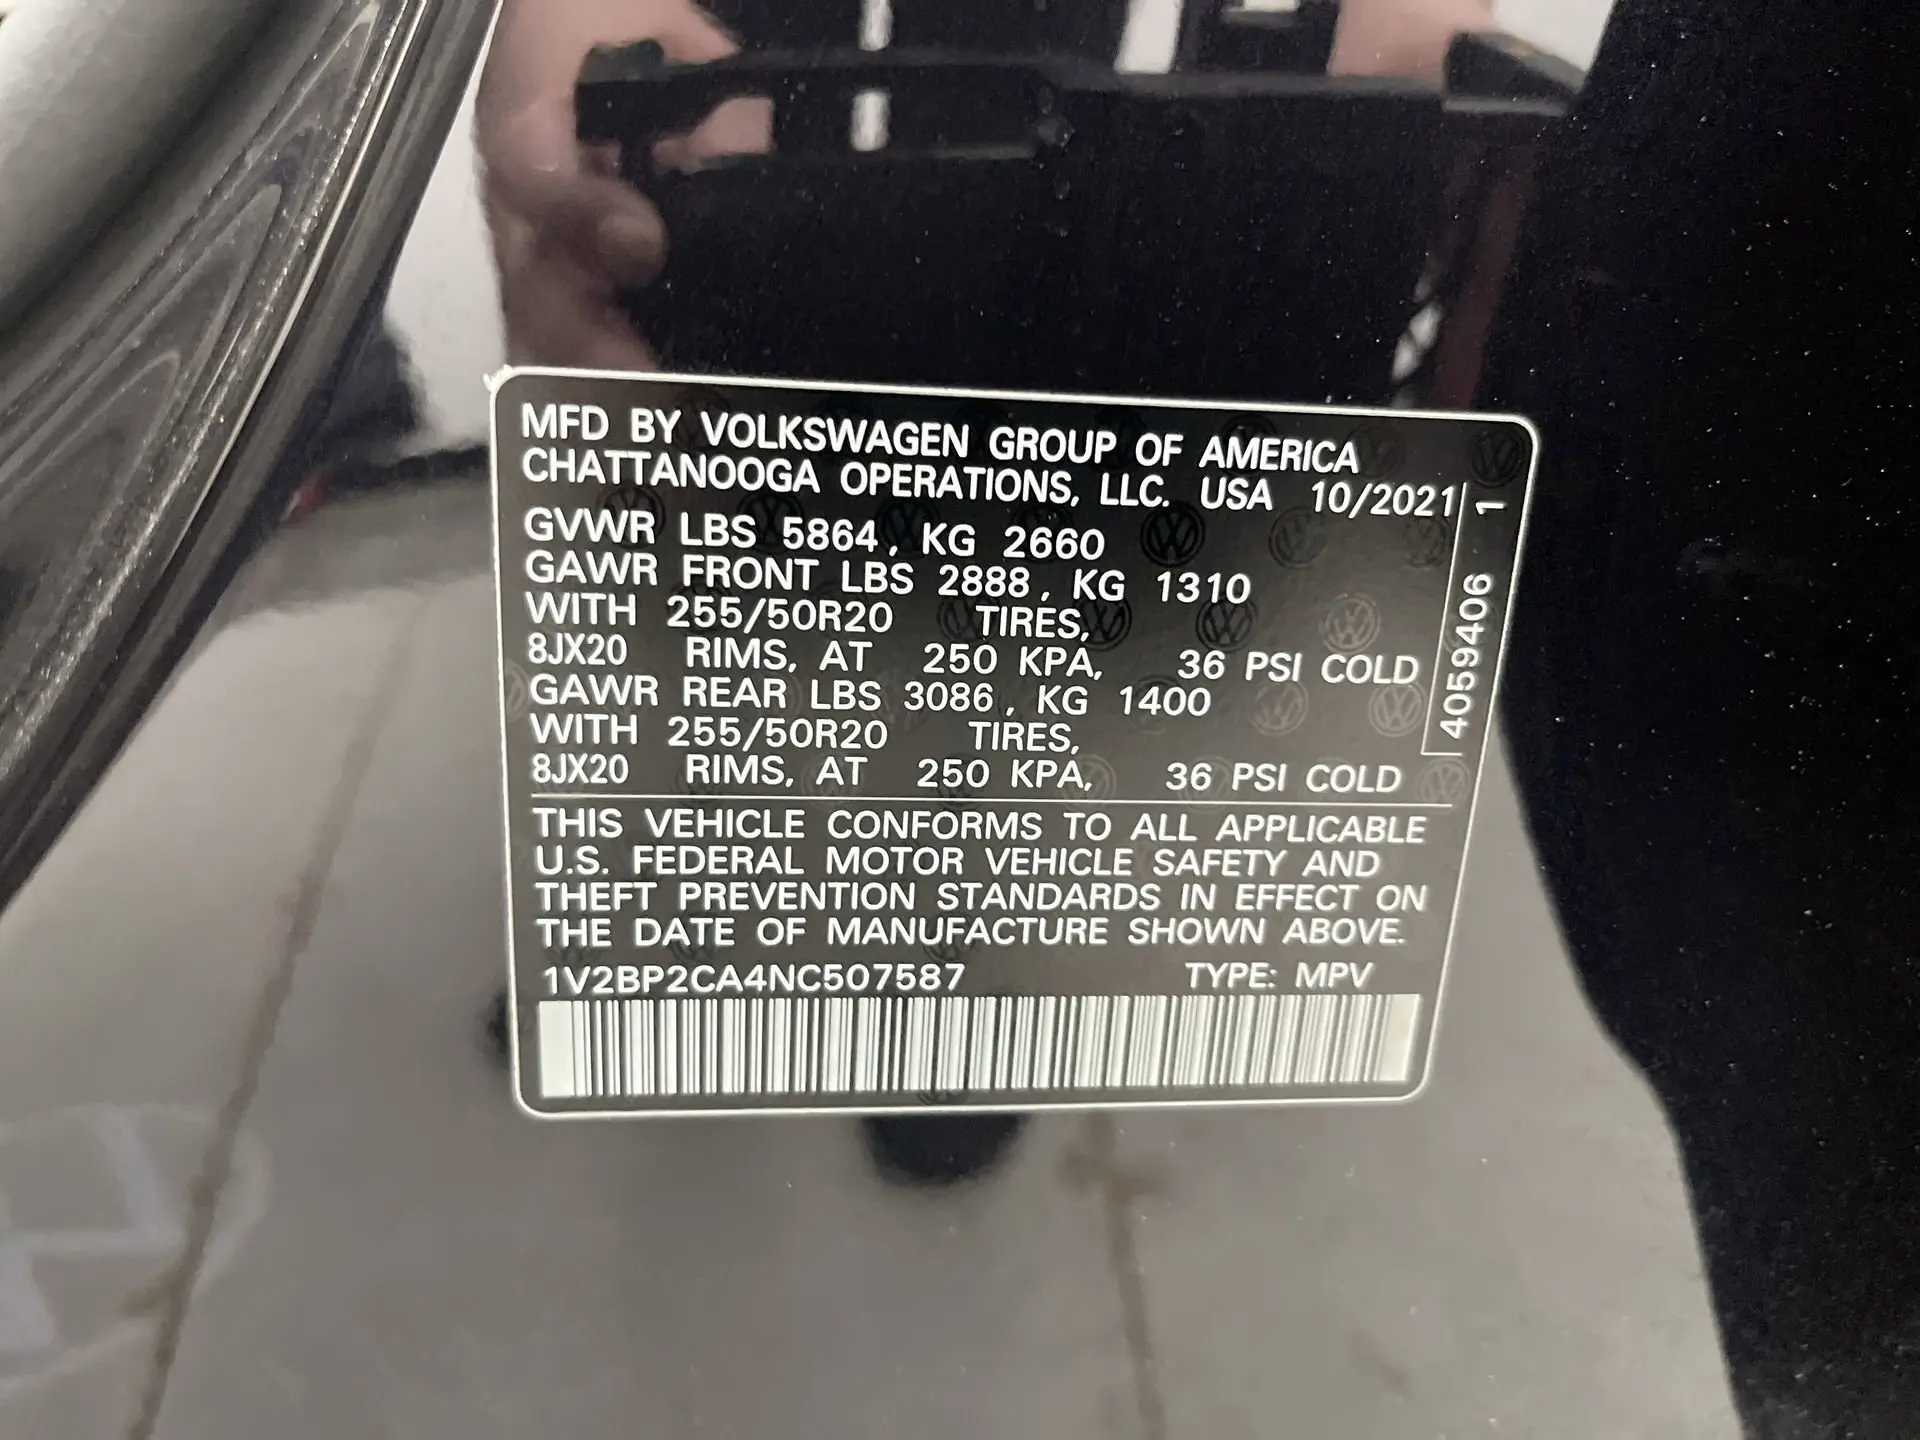 MFD BY VOLKSWAGEN GROUP OF AMERICA
CHATTANOOGA OPERATIONS, LLC. USA 10/2021
GVWR LBS 5864, KG 2660
GAWR FRONT LBS 2888, KG 1310
WITH 255/50R20 TIRES,
8JX20 RIMS, AT 250 KPA, 36 PSI COLD
GAWR REAR LBS 3086, KG 1400
WITH 255/50R20 TIRES,
8JX20 RIMS, AT 250 KPA, 36 PSI COLD
4059406 1
THIS VEHICLE CONFORMS TO ALL APPLICABLE
U.S. FEDERAL MOTOR VEHICLE SAFETY AND
THEFT PREVENTION STANDARDS IN EFFECT ON
THE DATE OF MANUFACTURE SHOWN ABOVE.
1V2BP2CA4NC507587 TYPE: MPV